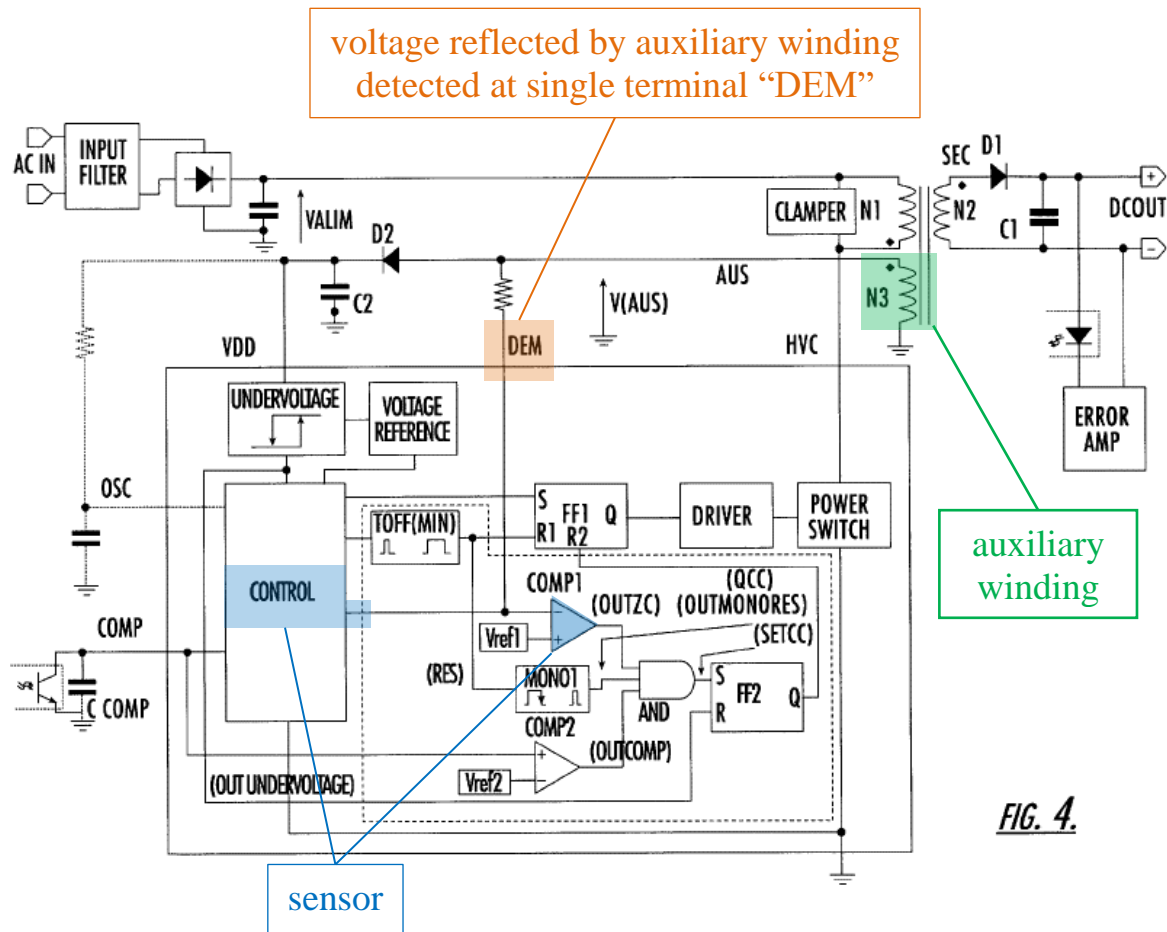 voltage reflected by auxiliary winding
detected at single terminal “DEM”
AC IN
INPUT
FILTER
VALIM
D2
C2
CLAMPER
N1
SEC
D1
N2
C1
+
DCOUT
−
AUS
V(AUS)
N3
VDD
DEM
HVC
UNDERVOLTAGE
VOLTAGE
REFERENCE
ERROR
AMP
OSC
TOFF(MIN)
S
R1
FF1
R2
Q
DRIVER
POWER
SWITCH
auxiliary
winding
CONTROL
COMP1
(QCC)
(OUTZC)
(OUTMONORES)
−
+
Vref1
(SETCC)
COMP
(RES)
MONO1
AND
S
R
FF2
Q
C COMP
COMP2
+
−
(OUTCOMP)
Vref2
(OUT UNDERVOLTAGE)
FIG. 4.
sensor